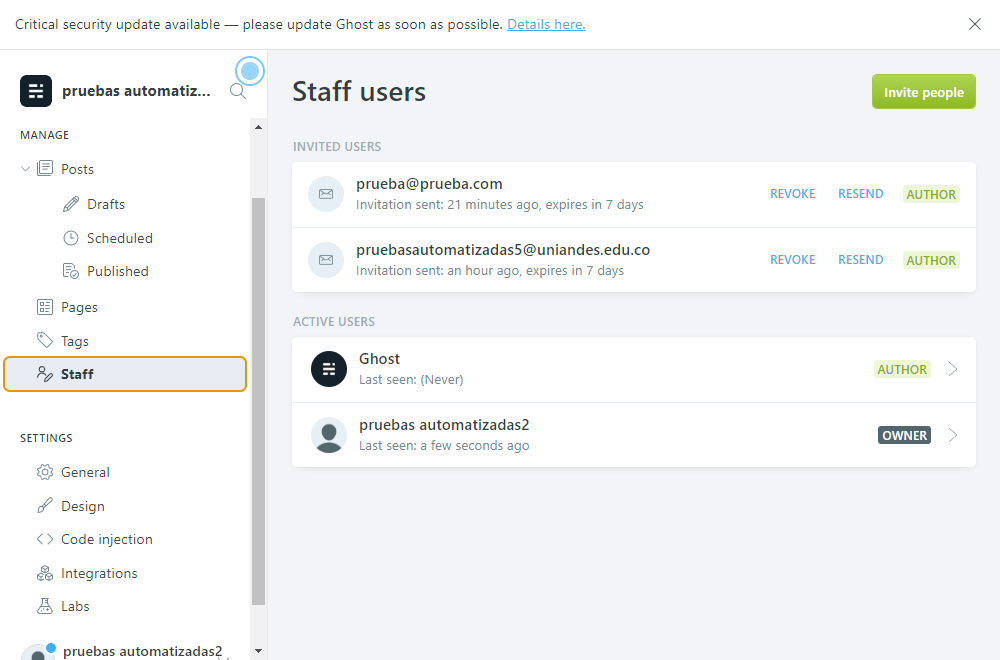 Critical security update available — please update Ghost as soon as possible. Details here.
pruebas automatiz...
MANAGE
Posts
Drafts
Scheduled
Published
Pages
Tags
Staff
SETTINGS
General
Design
Code injection
Integrations
Labs
pruebas automatizadas2
Staff users
Invite people
INVITED USERS
prueba@prueba.com
Invitation sent: 21 minutes ago, expires in 7 days
REVOKE RESEND AUTHOR
pruebasautomatizadas5@uniandes.edu.co
Invitation sent: an hour ago, expires in 7 days
REVOKE RESEND AUTHOR
ACTIVE USERS
Ghost
Last seen: (Never)
AUTHOR
pruebas automatizadas2
Last seen: a few seconds ago
OWNER